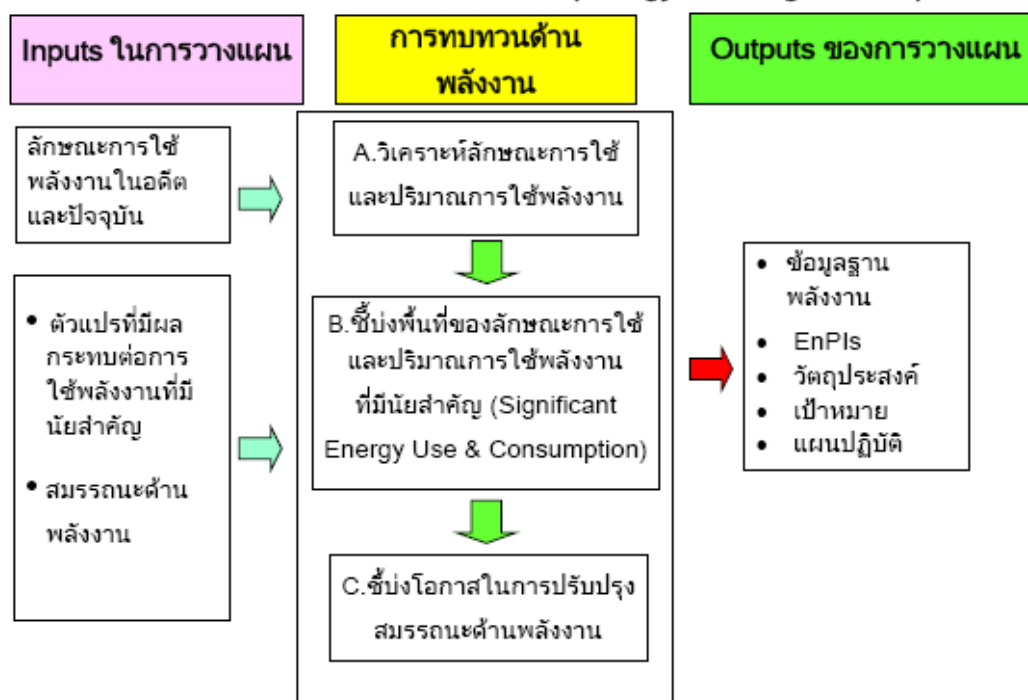 Inputs ในการวางแผน
การทบทวนด้าน
พลังงาน
Outputs ของการวางแผน
ลักษณะการใช้
พลังงานในอดีต
และปัจจุบัน
• ตัวแปรที่มีผล
กระทบต่อการ
ใช้พลังงานที่มี
นัยสำคัญ
• สมรรถนะด้าน
พลังงาน
A.วิเคราะห์ลักษณะการใช้
และปริมาณการใช้พลังงาน
B.ชี้บ่งพื้นที่ของลักษณะการใช้
และปริมาณการใช้พลังงาน
ที่มีนัยสำคัญ (Significant
Energy Use & Consumption)
C.ชี้บ่งโอกาสในการปรับปรุง
สมรรถนะด้านพลังงาน
• ข้อมูลฐาน
พลังงาน
• EnPIs
• วัตถุประสงค์
• เป้าหมาย
• แผนปฏิบัติ